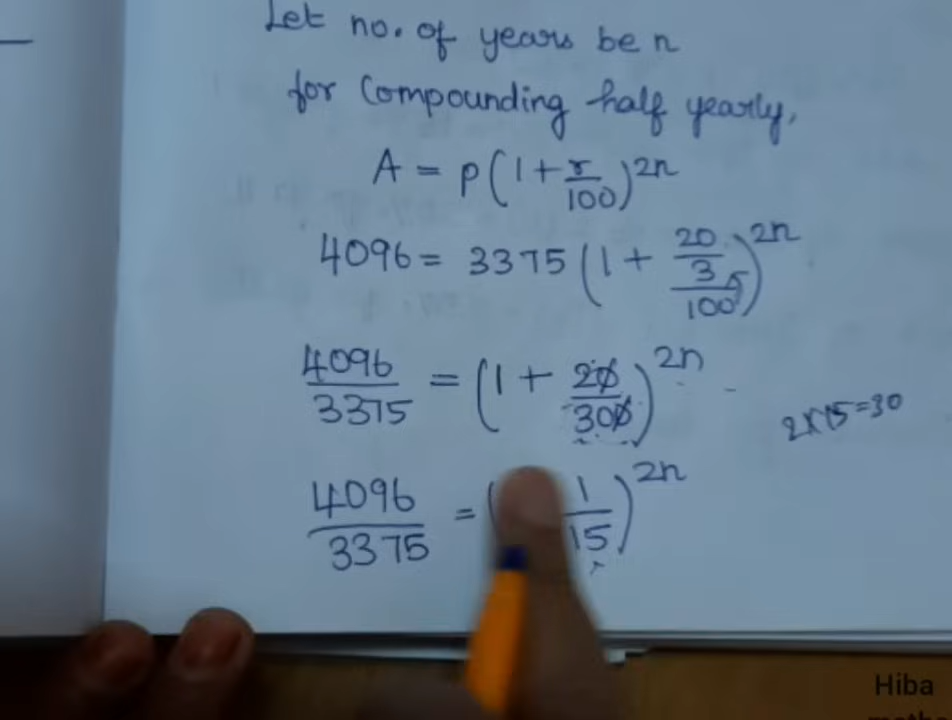 Let no. of years be n
for Compounding half yearly,
A = P(1 + r/100)^2n
4096 = 3375 (1 + 20/3/100)^2n
4096/3375 = (1 + 20/300)^2n
2×15=30
4096/3375 = ( 1/15)^2n
Hiba